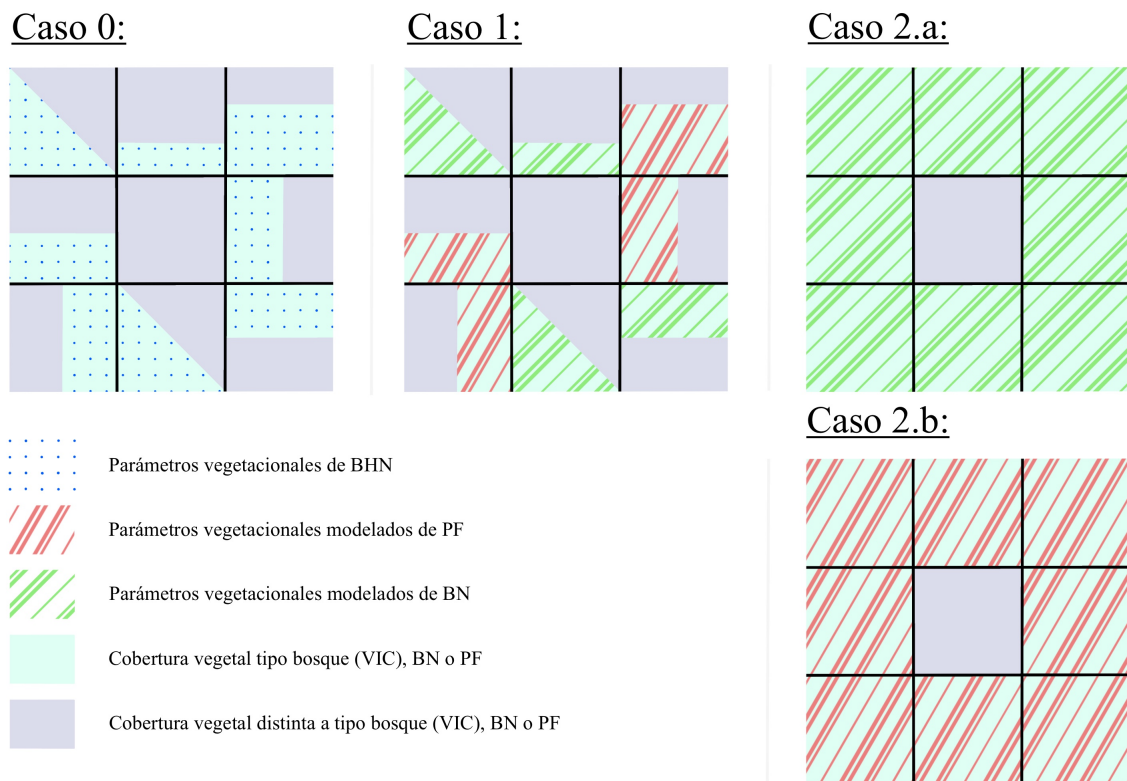 Caso 0:
Caso 1:
Caso 2.a:
Caso 2.b:
Parámetros vegetacionales de BHN
Parámetros vegetacionales modelados de PF
Parámetros vegetacionales modelados de BN
Cobertura vegetal tipo bosque (VIC), BN o PF
Cobertura vegetal distinta a tipo bosque (VIC), BN o PF